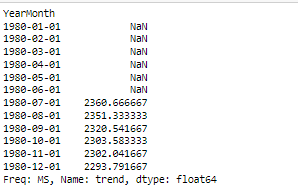 YearMonth
1980-01-01            NaN
1980-02-01            NaN
1980-03-01            NaN
1980-04-01            NaN
1980-05-01            NaN
1980-06-01            NaN
1980-07-01    2360.666667
1980-08-01    2351.333333
1980-09-01    2320.541667
1980-10-01    2303.583333
1980-11-01    2302.041667
1980-12-01    2293.791667
Freq: MS, Name: trend, dtype: float64